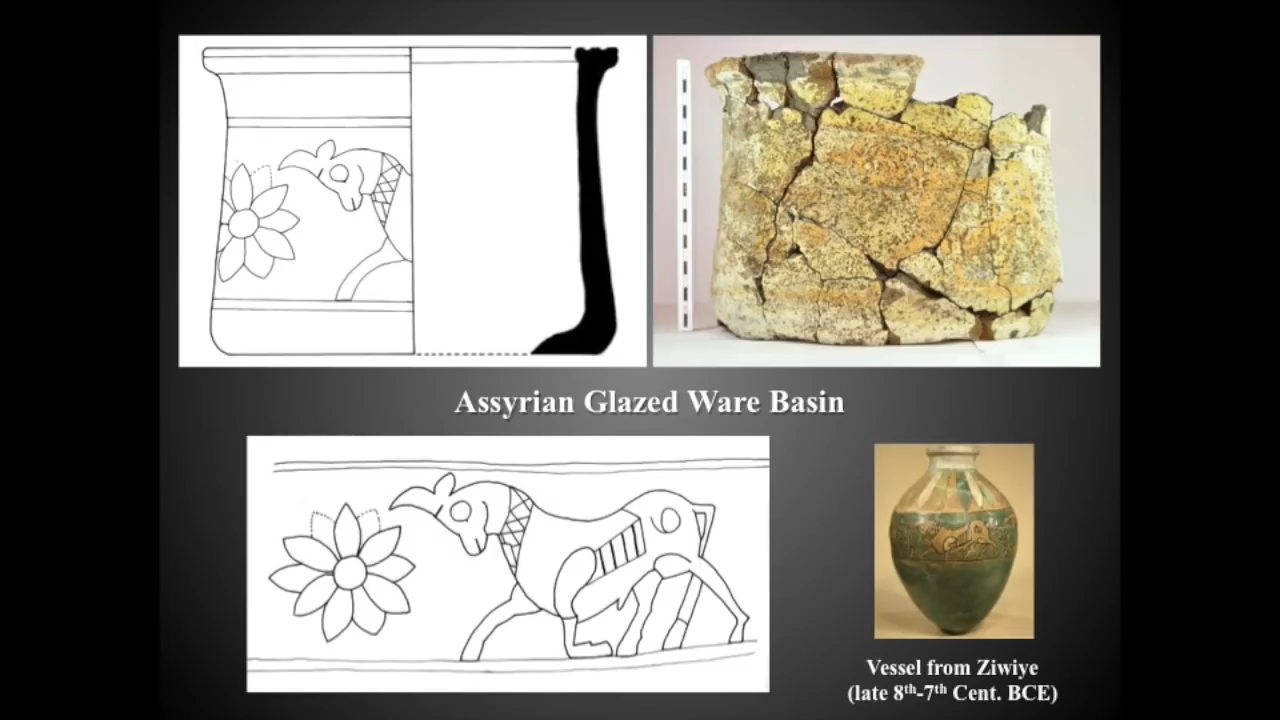 Assyrian Glazed Ware Basin
Vessel from Ziwiye
(late 8th-7th Cent. BCE)